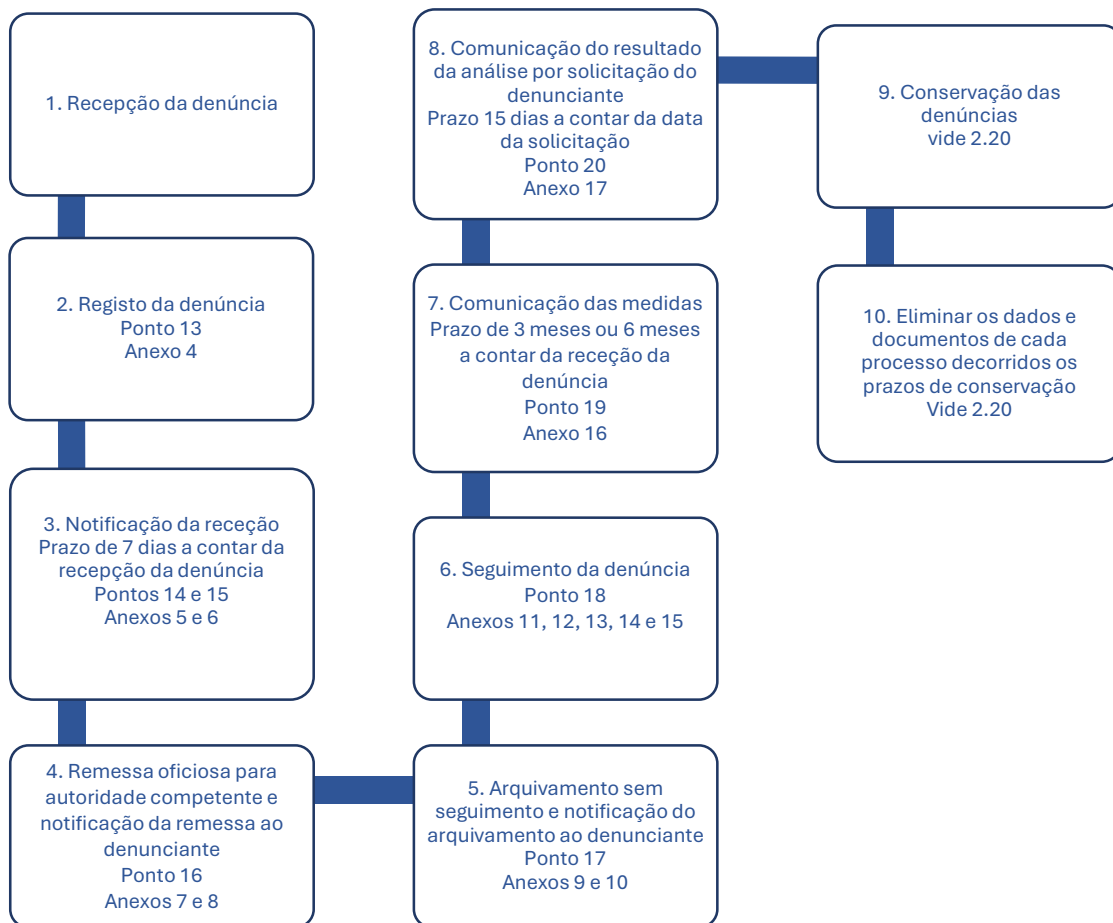 1. Recepção da denúncia
2. Registo da denúncia
Ponto 13
Anexo 4
3. Notificação da receção
Prazo de 7 dias a contar da
recepção da denúncia
Pontos 14 e 15
Anexos 5 e 6
4. Remessa oficiosa para
autoridade competente e
notificação da remessa ao
denunciante
Ponto 16
Anexos 7 e 8
5. Arquivamento sem
seguimento e notificação do
arquivamento ao denunciante
Ponto 17
Anexos 9 e 10
6. Seguimento da denúncia
Ponto 18
Anexos 11, 12, 13, 14 e 15
7. Comunicação das medidas
Prazo de 3 meses ou 6 meses
a contar da receção da
denúncia
Ponto 19
Anexo 16
8. Comunicação do resultado
da análise por solicitação do
denunciante
Prazo 15 dias a contar da data
da solicitação
Ponto 20
Anexo 17
9. Conservação das
denúncias
vide 2.20
10. Eliminar os dados e
documentos de cada
processo decorridos os
prazos de conservação
Vide 2.20